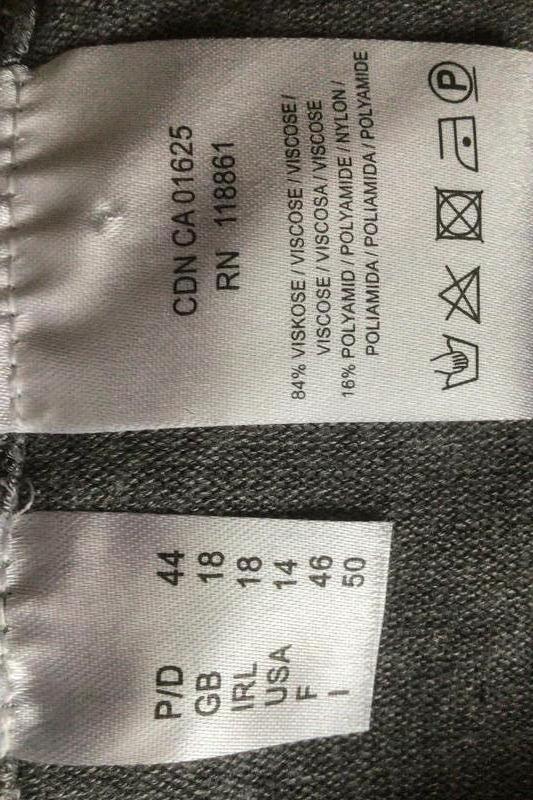 CDN CA 01625
RN 118861
84% VISKOSE / VISCOSE / VISCOSE /
VISCOSE / VISCOSA / VISCOSE
16% POLYAMID / POLYAMIDE / NYLON /
POLIAMIDA / POLIAMIDA / POLYAMIDE
P
P/D 44
GB 18
IRL 18
USA 14
F 46
I 50